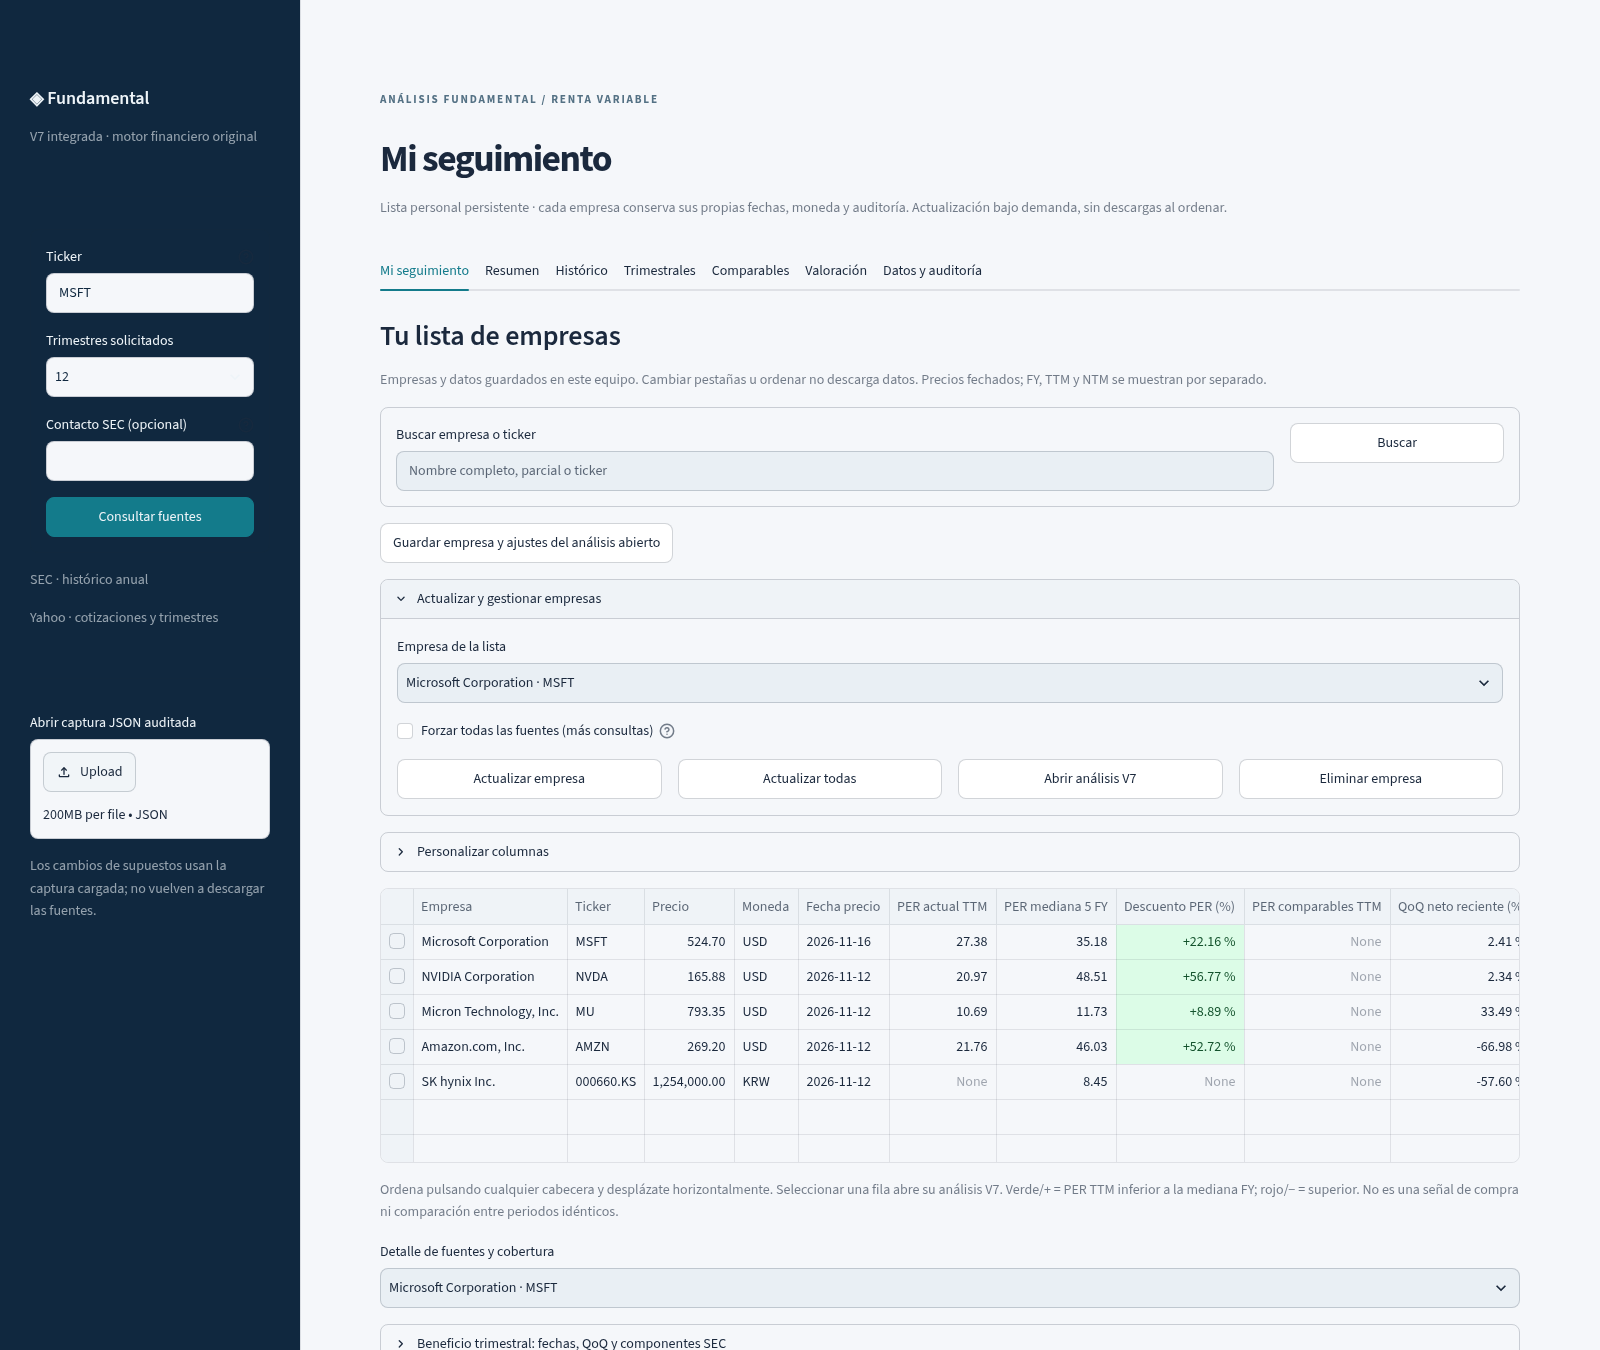 ◈ Fundamental
V7 integrada · motor financiero original
Ticker
MSFT
Trimestres solicitados
12
Contacto SEC (opcional)
Consultar fuentes
SEC · histórico anual
Yahoo · cotizaciones y trimestres
Abrir captura JSON auditada
Upload
200MB per file • JSON
Los cambios de supuestos usan la
captura cargada; no vuelven a descargar
las fuentes.
ANÁLISIS FUNDAMENTAL / RENTA VARIABLE
Mi seguimiento
Lista personal persistente · cada empresa conserva sus propias fechas, moneda y auditoría. Actualización bajo demanda, sin descargas al ordenar.
Mi seguimiento Resumen Histórico Trimestrales Comparables Valoración Datos y auditoría
Tu lista de empresas
Empresas y datos guardados en este equipo. Cambiar pestañas u ordenar no descarga datos. Precios fechados; FY, TTM y NTM se muestran por separado.
Buscar empresa o ticker
Nombre completo, parcial o ticker
Buscar
Guardar empresa y ajustes del análisis abierto
Actualizar y gestionar empresas
Empresa de la lista
Microsoft Corporation · MSFT
Forzar todas las fuentes (más consultas)
Actualizar empresa Actualizar todas Abrir análisis V7 Eliminar empresa
Personalizar columnas
Empresa Ticker Precio Moneda Fecha precio PER actual TTM PER mediana 5 FY Descuento PER (%) PER comparables TTM QoQ neto reciente (%
Microsoft Corporation MSFT 524.70 USD 2026-11-16 27.38 35.18 +22.16 % None 2.41 %
NVIDIA Corporation NVDA 165.88 USD 2026-11-12 20.97 48.51 +56.77 % None 2.34 %
Micron Technology, Inc. MU 793.35 USD 2026-11-12 10.69 11.73 +8.89 % None 33.49 %
Amazon.com, Inc. AMZN 269.20 USD 2026-11-12 21.76 46.03 +52.72 % None -66.98 %
SK hynix Inc. 000660.KS 1,254,000.00 KRW 2026-11-12 None 8.45 None None -57.60 %
Ordena pulsando cualquier cabecera y desplázate horizontalmente. Seleccionar una fila abre su análisis V7. Verde/+ = PER TTM inferior a la mediana FY; rojo/− = superior. No es una señal de compra
ni comparación entre periodos idénticos.
Detalle de fuentes y cobertura
Microsoft Corporation · MSFT
Beneficio trimestral: fechas, QoQ y componentes SEC